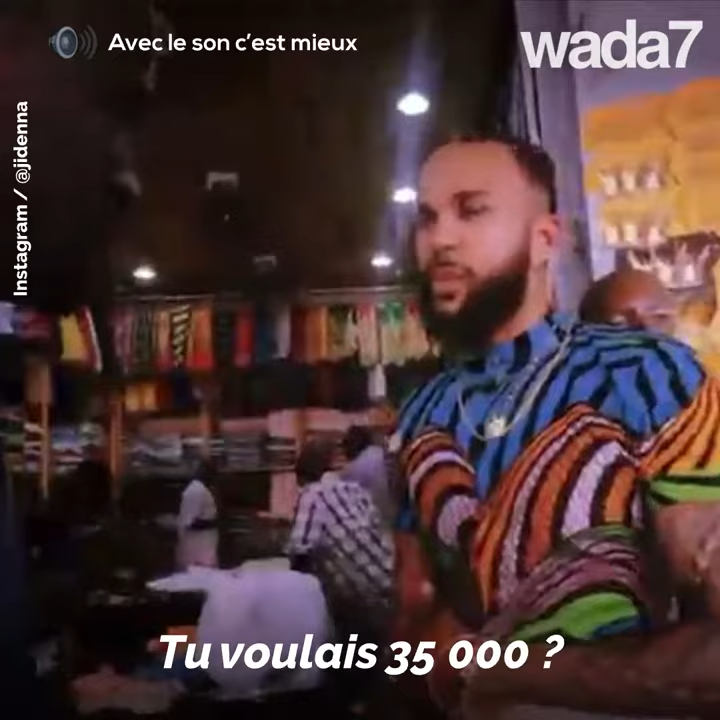 Avec le son c’est mieux
wada7
Instagram / @jidenna
Tu voulais 35 000 ?